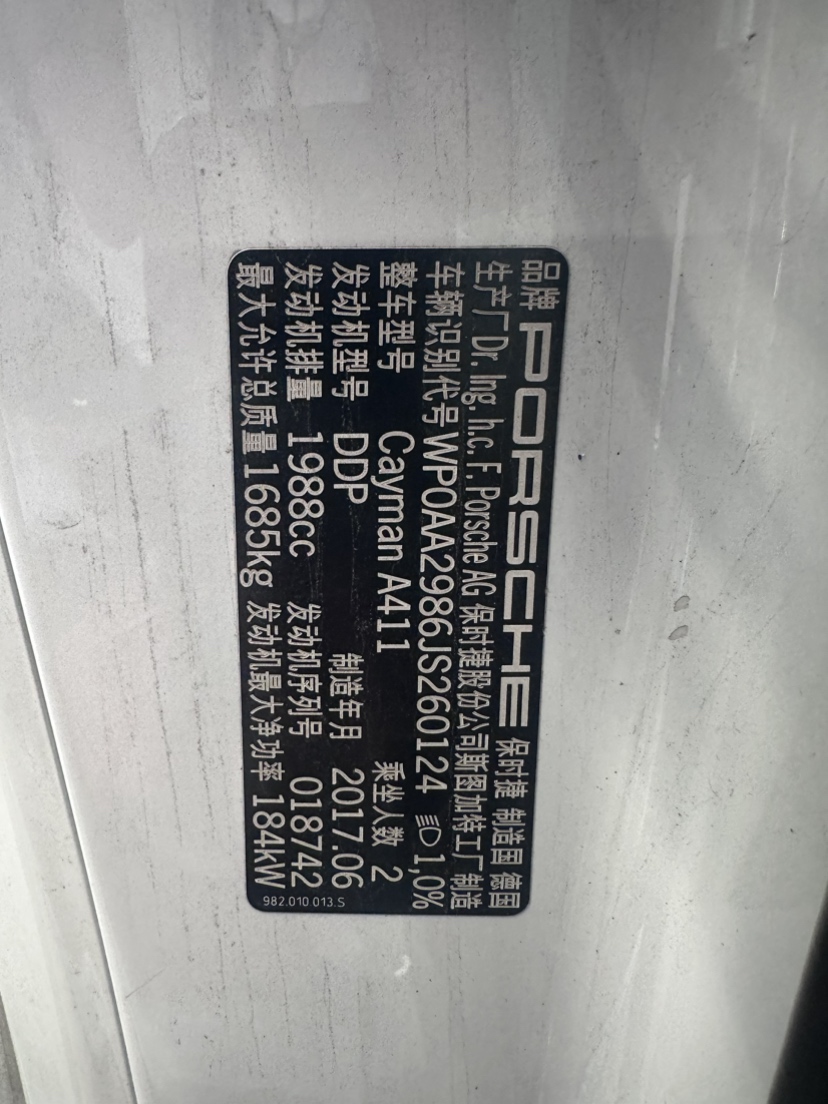 品牌 PORSCHE 保时捷 制造国 德国
生产厂 Dr. Ing. h.c. F. Porsche AG 保时捷股份公司斯图加特工厂 制造
车辆识别代号 WP0AA2986JS260124 1,0%
整车型号 Cayman A411 乘坐人数 2
发动机型号 DDP 制造年月 2017.06
发动机排量 1988cc 发动机序列号 018742
最大允许总质量 1685kg 发动机最大净功率 184kW
982.010 013.S